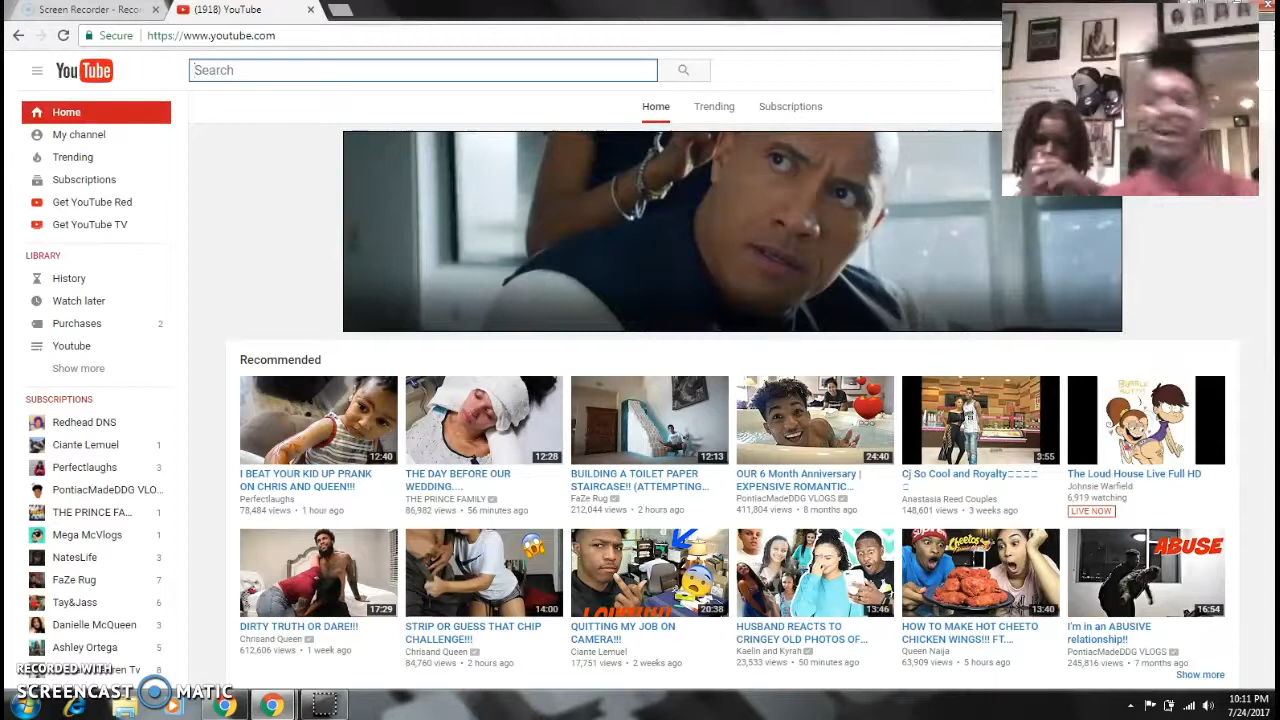 Screen Recorder - Reco
(1918) YouTube
Secure https://www.youtube.com
YouTube
Search
Home Trending Subscriptions
Home
My channel
Trending
Subscriptions
Get YouTube Red
Get YouTube TV
LIBRARY
History
Watch later
Purchases 2
Youtube
Show more
SUBSCRIPTIONS
Redhead DNS
Ciante Lemuel 1
Perfectlaughs 3
PontiacMadeDDG VLO...
THE PRINCE FA... 1
Mega McVlogs 1
NatesLife 3
FaZe Rug 7
Tay&Jass 6
Danielle McQueen 3
Ashley Ortega 5
ren Tv 8
Recommended
12:40
I BEAT YOUR KID UP PRANK
ON CHRIS AND QUEEN!!!
Perfectlaughs
78,484 views • 1 hour ago
12:28
THE DAY BEFORE OUR
WEDDING....
THE PRINCE FAMILY
86,982 views • 56 minutes ago
12:13
BUILDING A TOILET PAPER
STAIRCASE!! (ATTEMPTING...
FaZe Rug
212,044 views • 2 hours ago
24:40
OUR 6 Month Anniversary |
EXPENSIVE ROMANTIC...
PontiacMadeDDG VLOGS
411,804 views • 8 months ago
3:55
Cj So Cool and Royalty
Anastasia Reed Couples
148,601 views • 3 weeks ago
The Loud House Live Full HD
Johnsie Warfield
6,919 watching
LIVE NOW
17:29
DIRTY TRUTH OR DARE!!!
Chrisand Queen
612,606 views • 1 week ago
14:00
STRIP OR GUESS THAT CHIP
CHALLENGE!!!
Chrisand Queen
84,760 views • 2 hours ago
20:38
QUITTING MY JOB ON
CAMERA!!!
Ciante Lemuel
17,751 views • 2 weeks ago
13:46
HUSBAND REACTS TO
CRINGEY OLD PHOTOS OF...
Kaelin and Kyrah
23,533 views • 50 minutes ago
Cheetos
13:40
HOW TO MAKE HOT CHEETO
CHICKEN WINGS!!! FT....
Queen Naija
63,909 views • 5 hours ago
ABUSE
16:54
I'm in an ABUSIVE
relationship!!
PontiacMadeDDG VLOGS
245,816 views • 7 months ago
Show more
RECORDED WITH
SCREENCAST MATIC
10:11 PM
7/24/2017